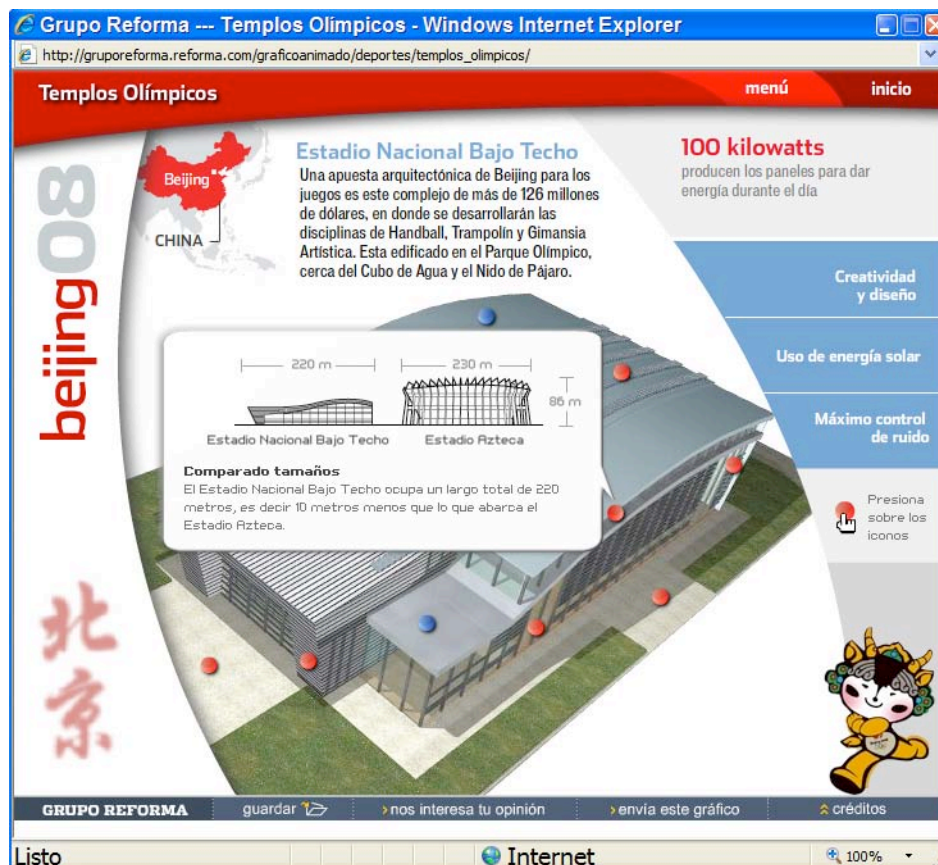 Grupo Reforma --- Templos Olímpicos - Windows Internet Explorer
http://gruporeforma.reforma.com/graficoanimado/deportes/templos_olimpicos/
Templos Olímpicos
menú
inicio
beijing08
Beijing
CHINA
Estadio Nacional Bajo Techo
Una apuesta arquitectónica de Beijing para los
juegos es este complejo de más de 126 millones
de dólares, en donde se desarrollarán las
disciplinas de Handball, Trampolín y Gimansia
Artística. Esta edificado en el Parque Olímpico,
cerca del Cubo de Agua y el Nido de Pájaro.
100 kilowatts
producen los paneles para dar
energía durante el día
Creatividad
y diseño
Uso de energía solar
Máximo control
de ruido
Presiona
sobre los
iconos
220 m
230 m
86 m
Estadio Nacional Bajo Techo
Estadio Azteca
Comparado tamaños
El Estadio Nacional Bajo Techo ocupa un largo total de 220
metros, es decir 10 metros menos que lo que abarca el
Estadio Azteca.
北
京
GRUPO REFORMA
guardar
nos interesa tu opinión
envía este gráfico
créditos
Listo
Internet
100%